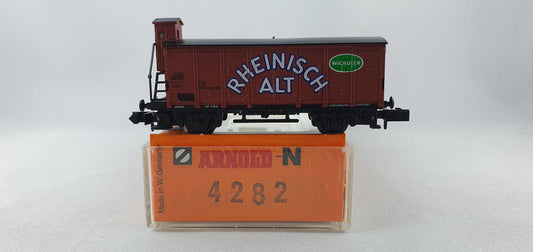 RHEINISCH
ALT
WICKÜLER
ARNOLD-N
4282
Made in W. Germany